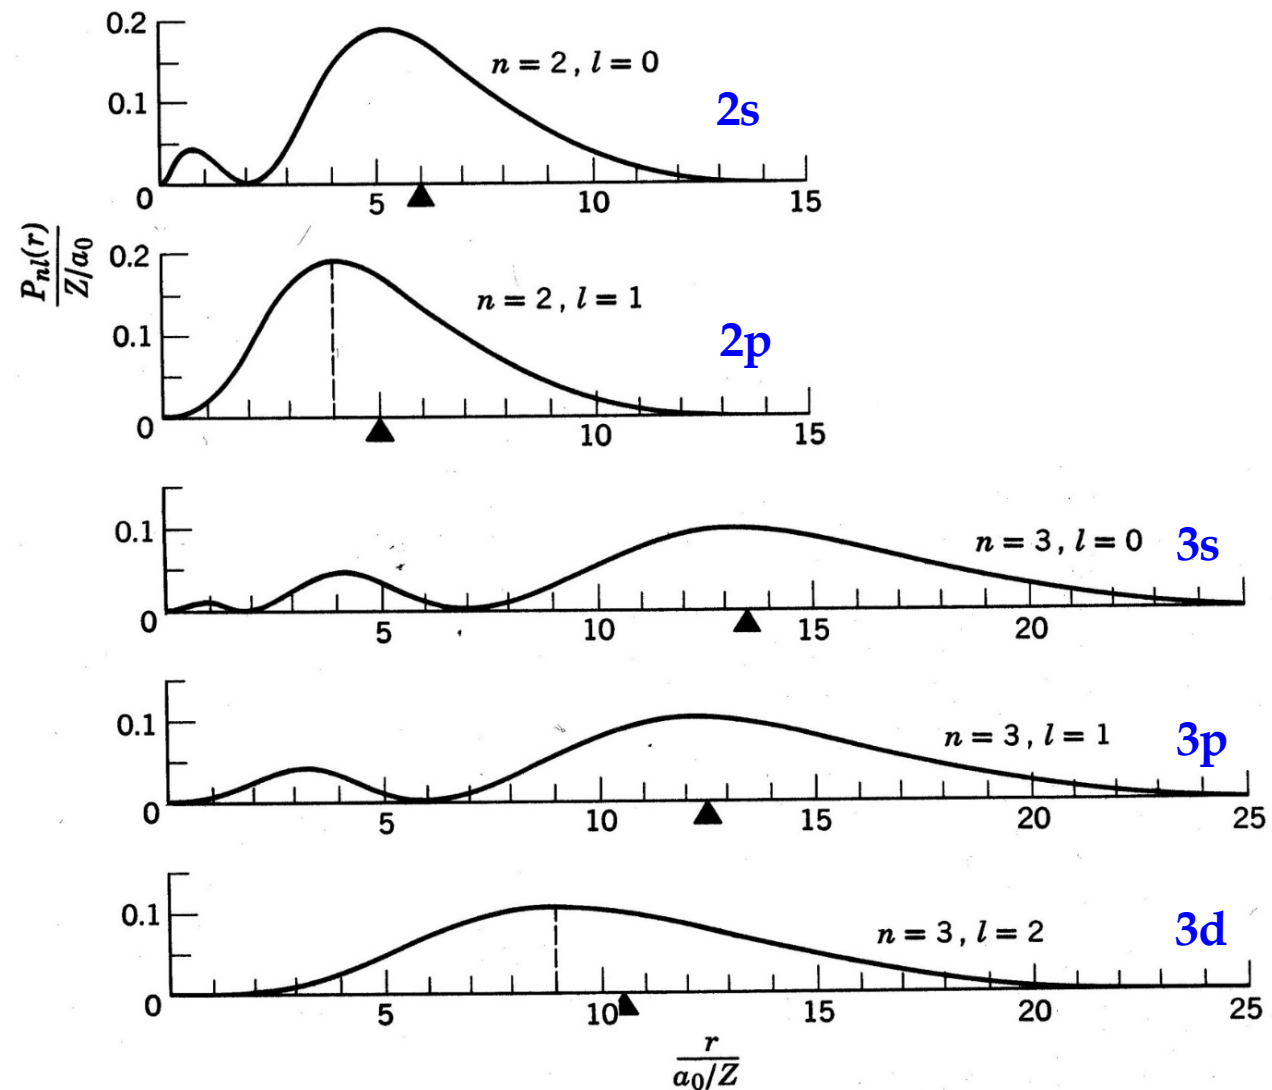 P_{nl}(r)
Z/a_0
0.2
n = 2, l = 0
0.1
2s
0
5
10
15
0.2
n = 2, l = 1
0.1
2p
0
10
15
0.1
n = 3, l = 0
3s
0
5
10
15
20
0.1
n = 3, l = 1
3p
0
5
10
15
20
25
0.1
n = 3, l = 2
3d
0
5
10
15
20
25
r
a_0/Z